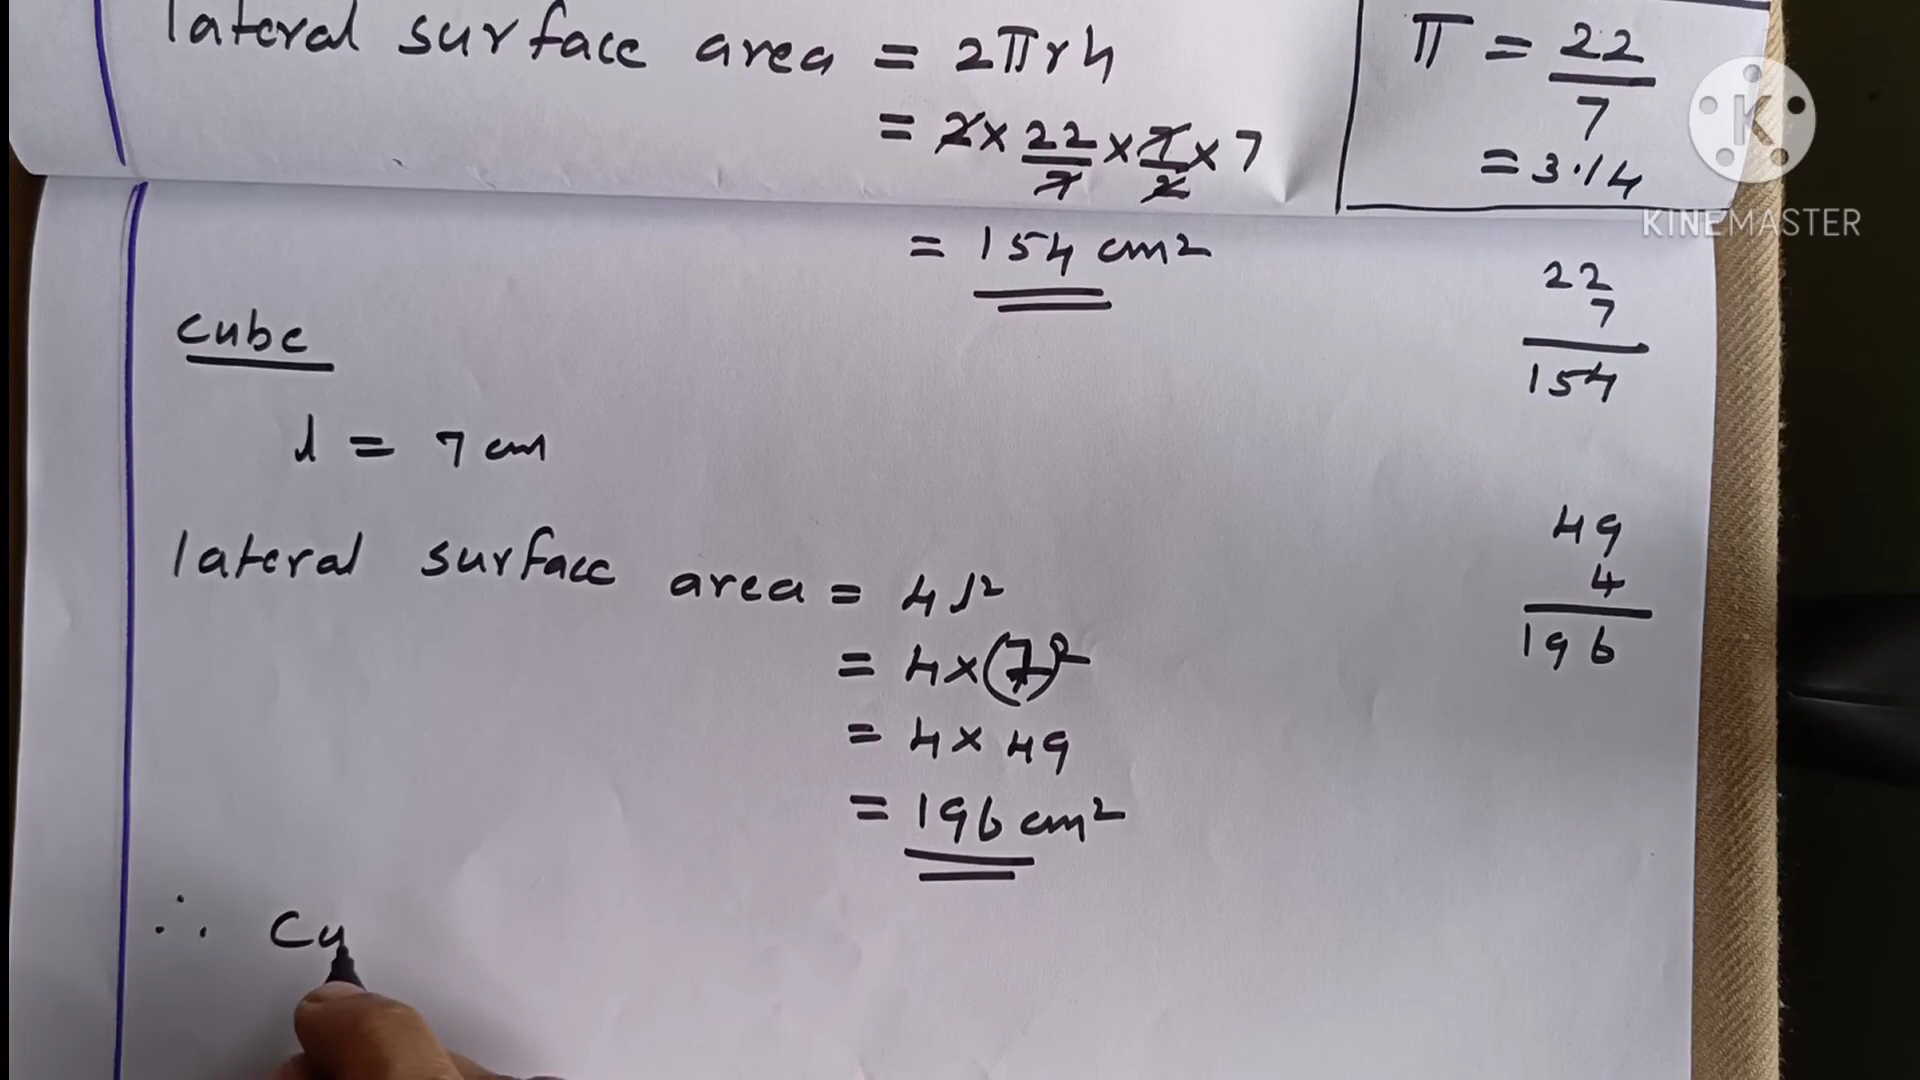 lateral surface area = 2πrh
= 2 × 22/7 × 7/2 × 7
= 154 cm²
π = 22/7
= 3.14
KINEMASTER
22
7
154
cube
l = 7 cm
lateral surface area = 4l²
= 4×(7)²
= 4× 49
= 196 cm²
49
4
196
∴ Cu